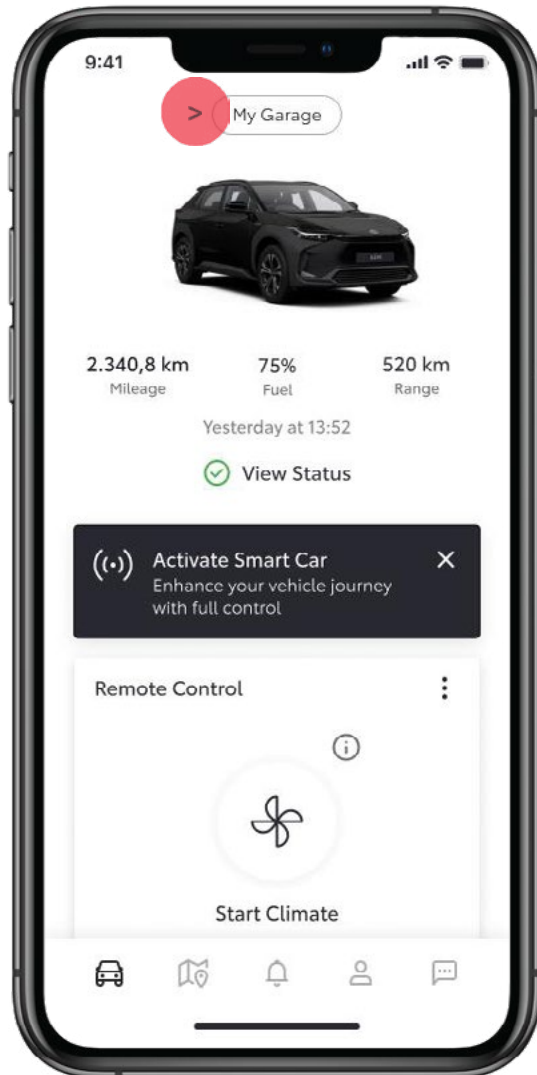 9:41
> My Garage
2.340,8 km 75% 520 km
Mileage Fuel Range
Yesterday at 13:52
View Status
Activate Smart Car
Enhance your vehicle journey
with full control
Remote Control
Start Climate